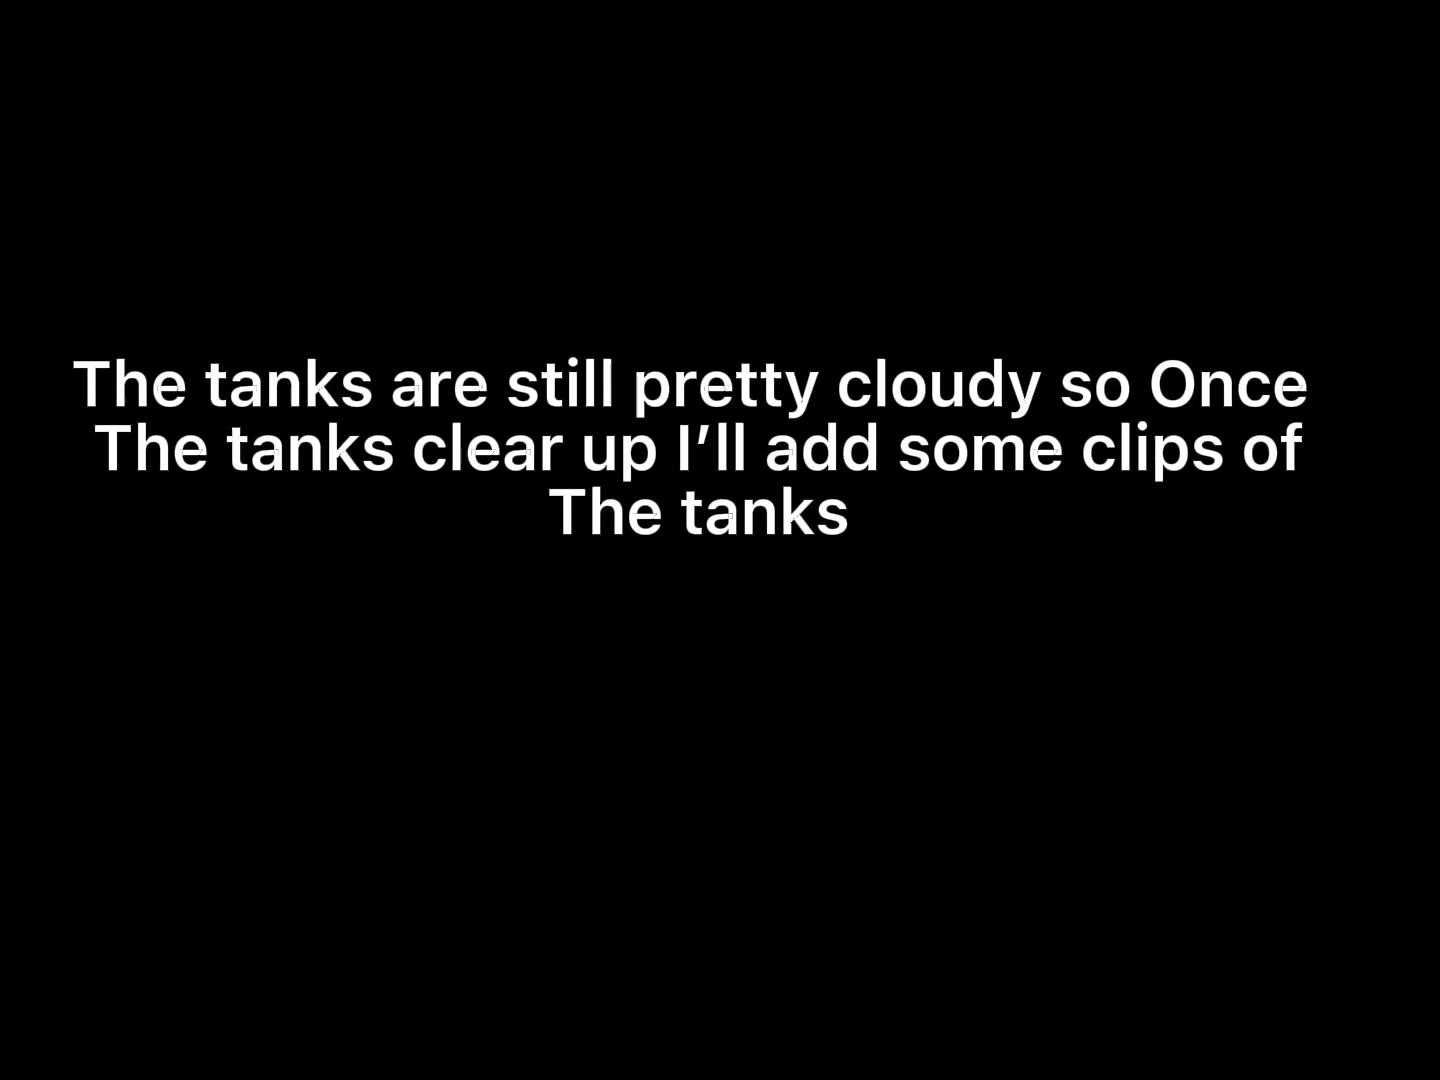 The tanks are still pretty cloudy so Once
The tanks clear up I’ll add some clips of
The tanks